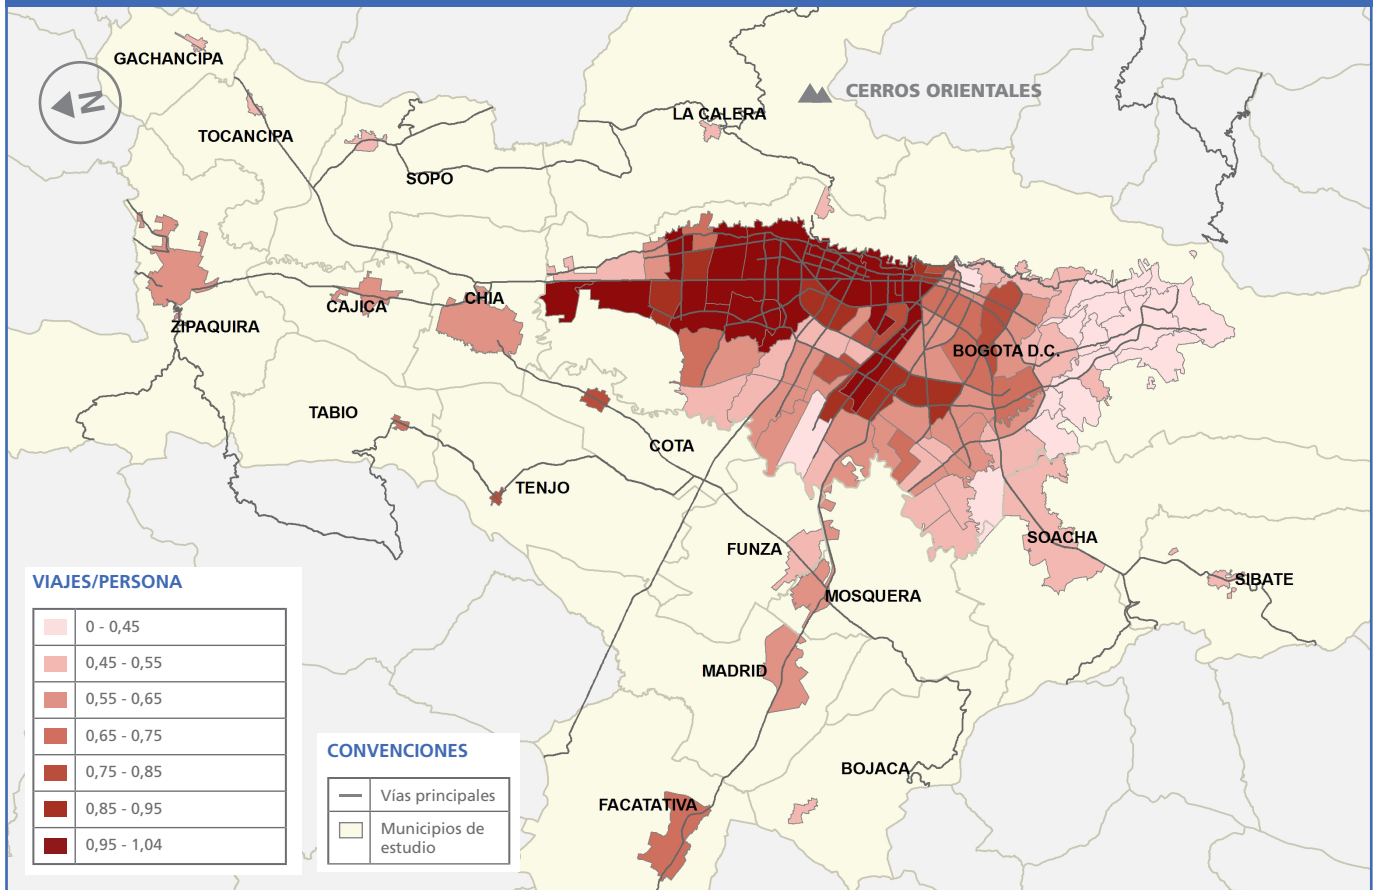 GACHANCIPA
N
CERROS ORIENTALES
LA CALERA
TOCANCIPA
SOPO
CAJICA
CHIA
ZIPAQUIRA
BOGOTA D.C.
TABIO
COTA
TENJO
FUNZA
SOACHA
SIBATE
MOSQUERA
MADRID
BOJACA
FACATATIVA
VIAJES/PERSONA
0 - 0,45
0,45 - 0,55
0,55 - 0,65
0,65 - 0,75
0,75 - 0,85
0,85 - 0,95
0,95 - 1,04
CONVENCIONES
Vías principales
Municipios de
estudio